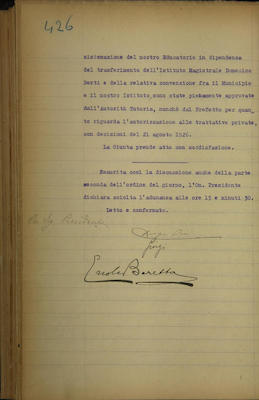 426
sistemazione del nostro Educatorio in dipendenza
del trasferimento dell'Istituto Magistrale Domenico
Berti e della relativa convenzione fra il Municipio
e il nostro Istituto sono state pienamente approvate
dall'Autorità Tutoria, nonchè dal Prefetto per quan_
to riguarda l'autorizzazione alle trattative private,
con decisioni del 21 agosto 1926.
La Giunta prende atto con soddisfazione.
Esaurita così la discussione anche della parte
seconda dell'ordine del giorno, l'On. Presidente
dichiara sciolta l'adunanza alle ore 15 e minuti 30.
Letto e confermato.
Presidente
Beretta